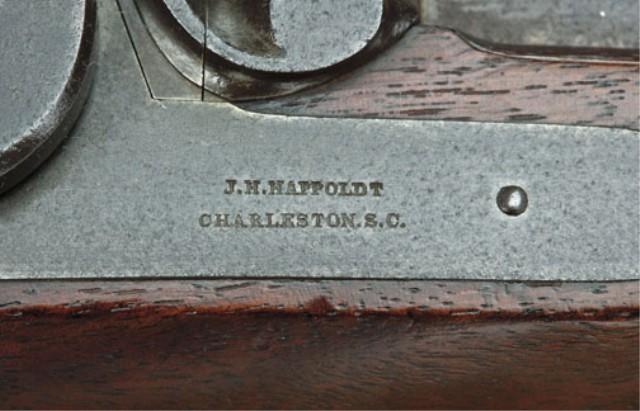 J. H. HAPPOLDT
CHARLESTON. S. C.